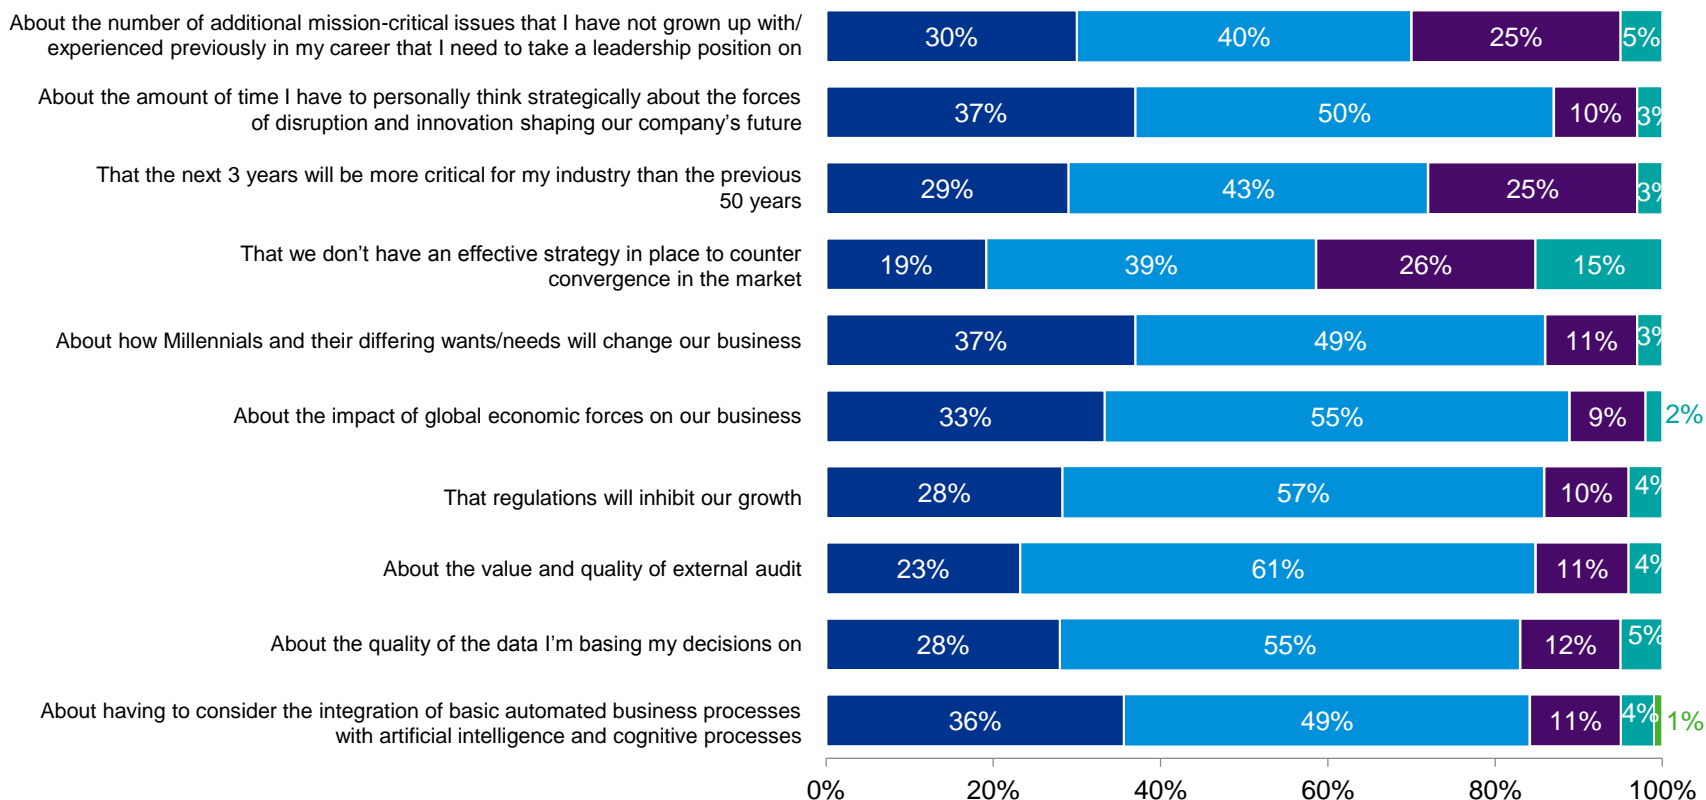 About the number of additional mission-critical issues that I have not grown up with/
experienced previously in my career that I need to take a leadership position on
30% 40% 25% 5%
About the amount of time I have to personally think strategically about the forces
of disruption and innovation shaping our company’s future
37% 50% 10% 3%
That the next 3 years will be more critical for my industry than the previous
50 years
29% 43% 25% 3%
That we don’t have an effective strategy in place to counter
convergence in the market
19% 39% 26% 15%
About how Millennials and their differing wants/needs will change our business
37% 49% 11% 3%
About the impact of global economic forces on our business
33% 55% 9% 2%
That regulations will inhibit our growth
28% 57% 10% 4%
About the value and quality of external audit
23% 61% 11% 4%
About the quality of the data I’m basing my decisions on
28% 55% 12% 5%
About having to consider the integration of basic automated business processes
with artificial intelligence and cognitive processes
36% 49% 11% 4% 1%
0% 20% 40% 60% 80% 100%